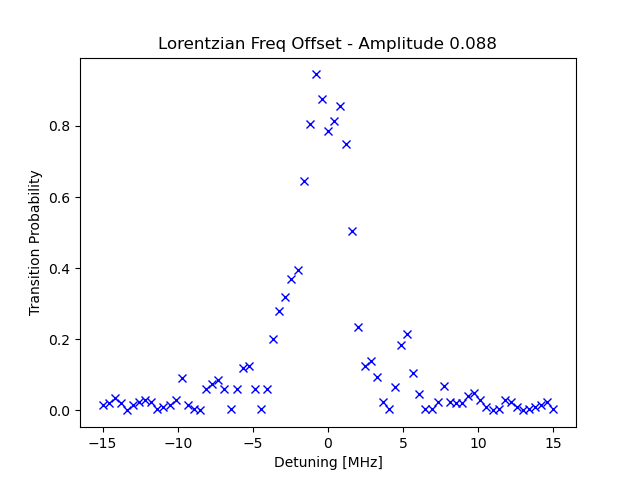 Lorentzian Freq Offset - Amplitude 0.088
Transition Probability
0.8
0.6
0.4
0.2
0.0
−15 −10 −5 0 5 10 15
Detuning [MHz]